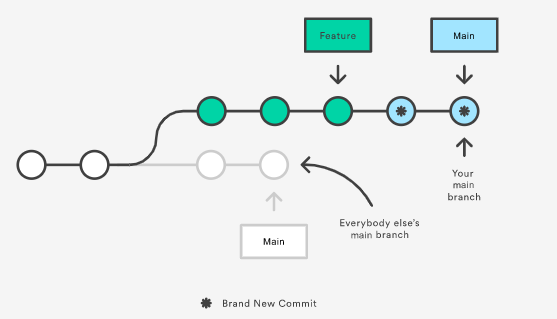 Feature
Main
Your
main
branch
Everybody else's
main branch
Main
Brand New Commit